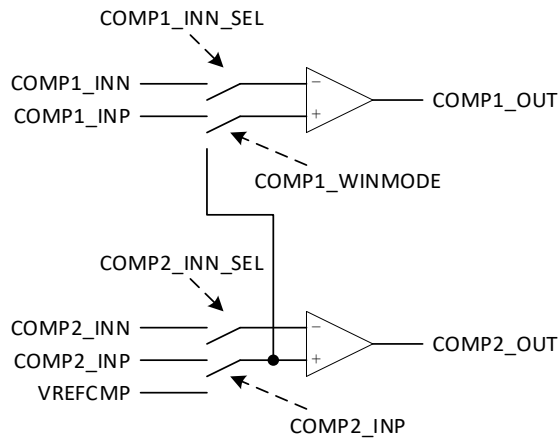 COMP1_INN_SEL
COMP1_INN
−
COMP1_INP
+
COMP1_OUT
COMP1_WINMODE
COMP2_INN_SEL
COMP2_INN
−
COMP2_INP
+
COMP2_OUT
VREFCMP
COMP2_INP